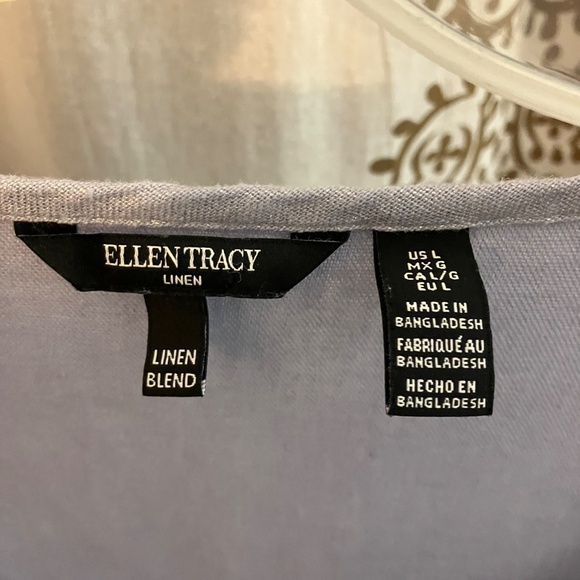 ELLEN TRACY
LINEN
LINEN
BLEND
US L
MX G
CA L/G
EU L
MADE IN
BANGLADESH
FABRIQUÉ AU
BANGLADESH
HECHO EN
BANGLADESH